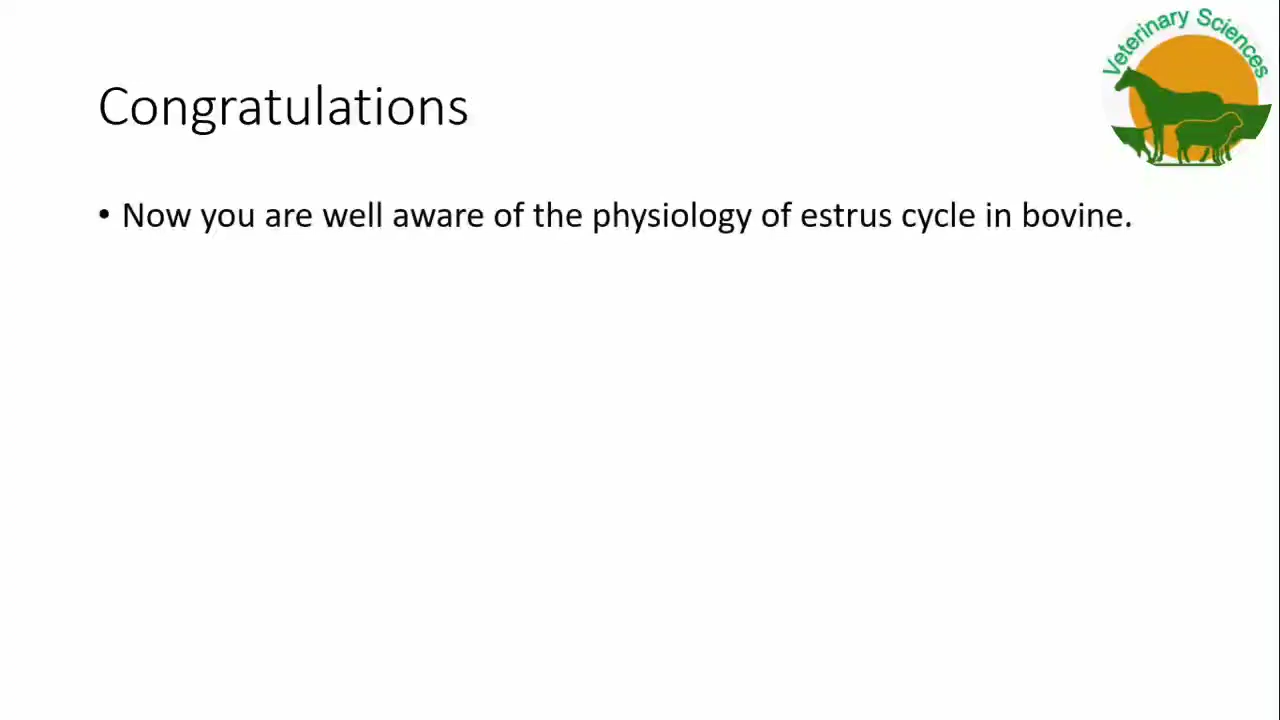 Veterinary Sciences
Congratulations
• Now you are well aware of the physiology of estrus cycle in bovine.